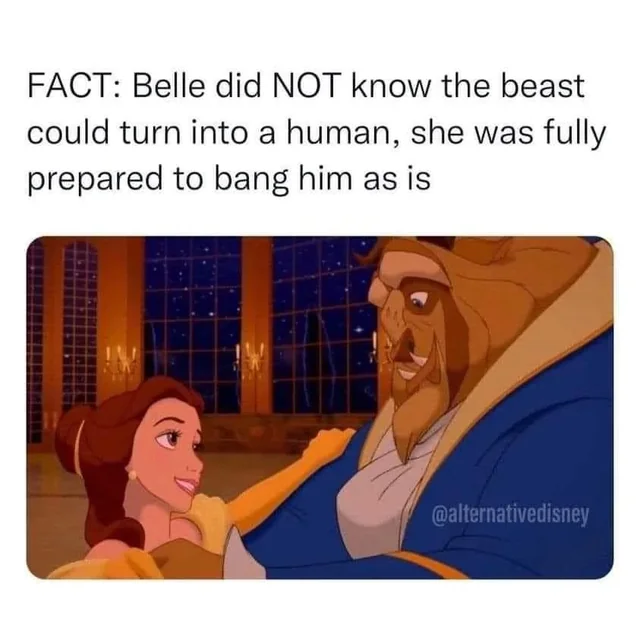 FACT: Belle did NOT know the beast
could turn into a human, she was fully
prepared to bang him as is
@alternativedisney